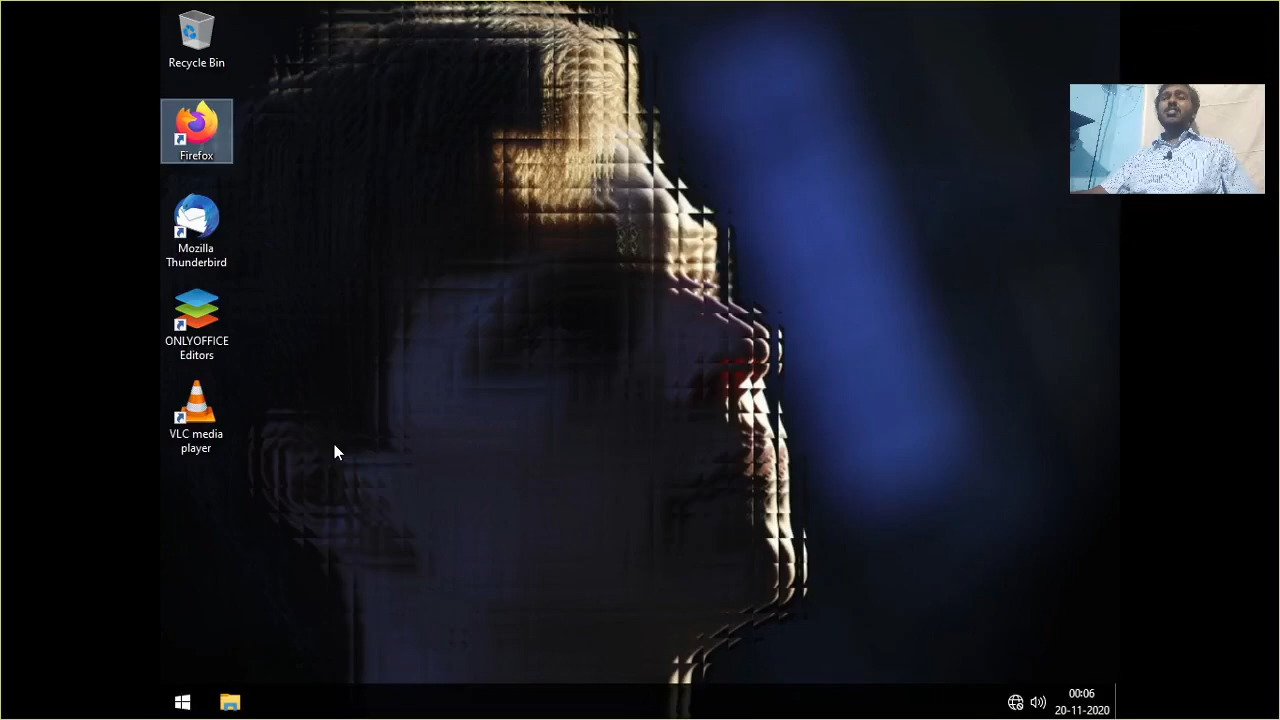 Recycle Bin
Firefox
Mozilla
Thunderbird
ONLYOFFICE
Editors
VLC media
player
00:06
20-11-2020